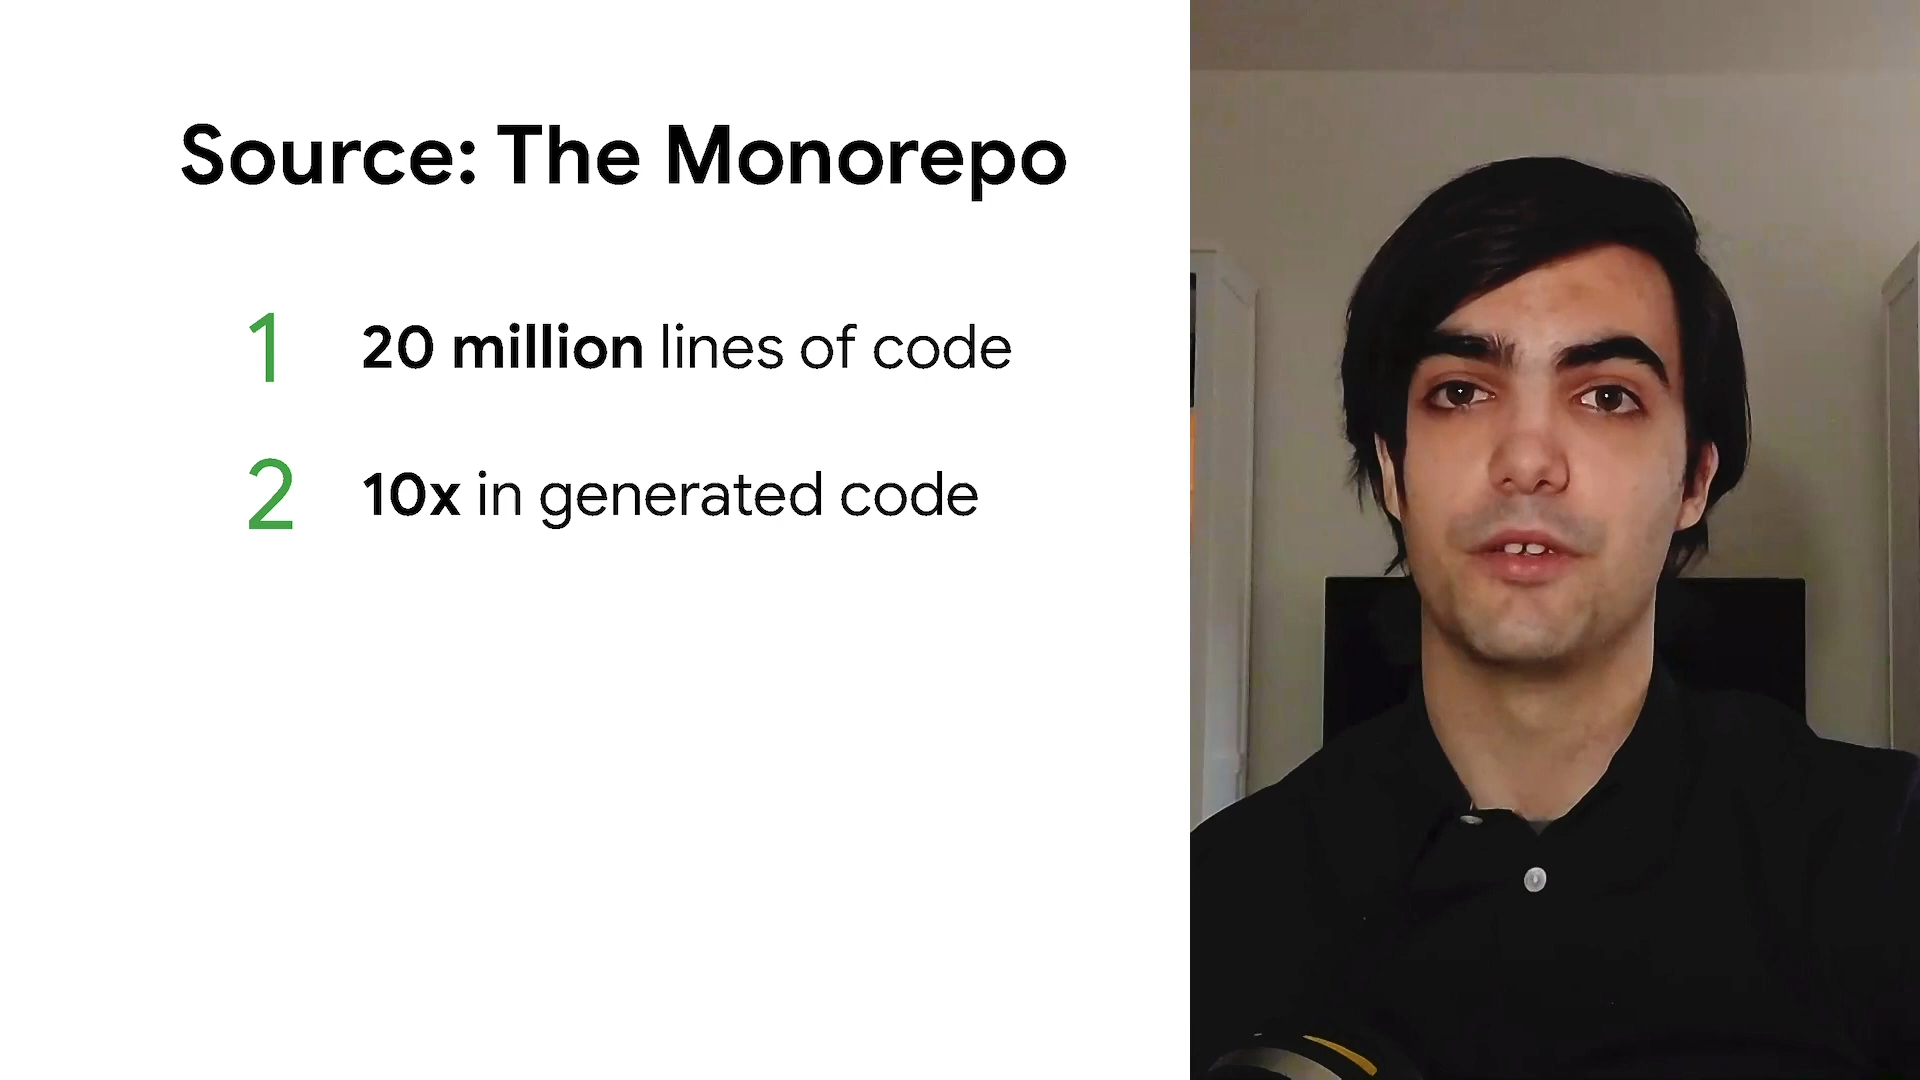 Source: The Monorepo
1 20 million lines of code
2 10x in generated code